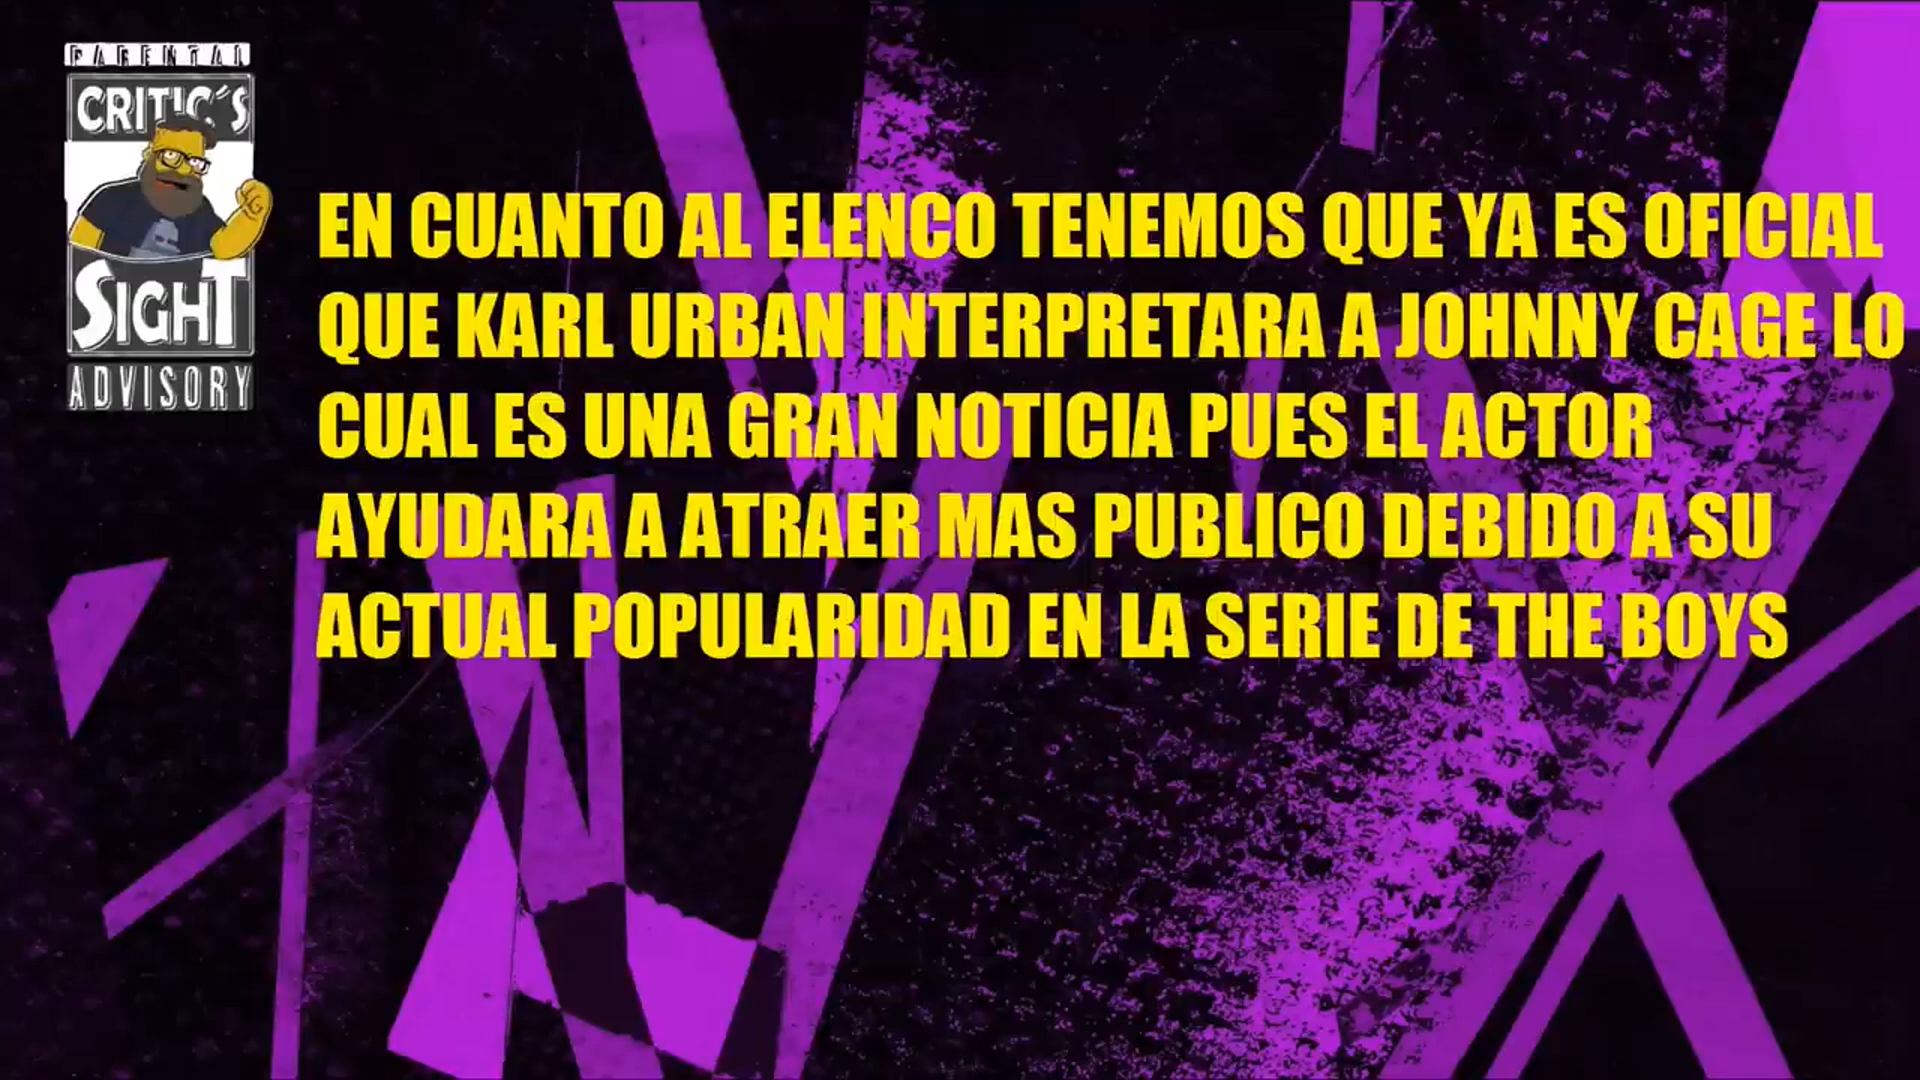 PARENTAL
CRITIC´S
SIGHT
ADVISORY
EN CUANTO AL ELENCO TENEMOS QUE YA ES OFICIAL
QUE KARL URBAN INTERPRETARA A JOHNNY CAGE LO
CUAL ES UNA GRAN NOTICIA PUES EL ACTOR
AYUDARA A ATRAER MAS PUBLICO DEBIDO A SU
ACTUAL POPULARIDAD EN LA SERIE DE THE BOYS